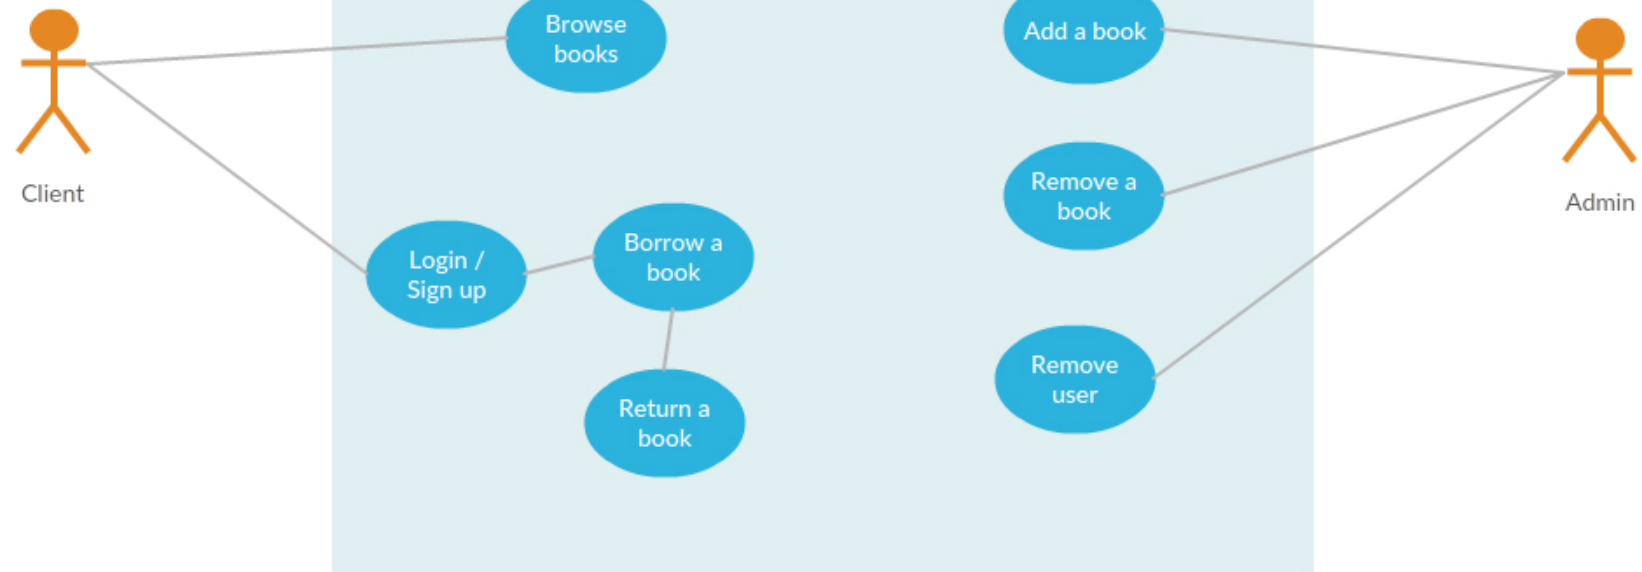 Browse
books
Add a book
Client
Remove a
book
Admin
Login /
Sign up
Borrow a
book
Remove
user
Return a
book